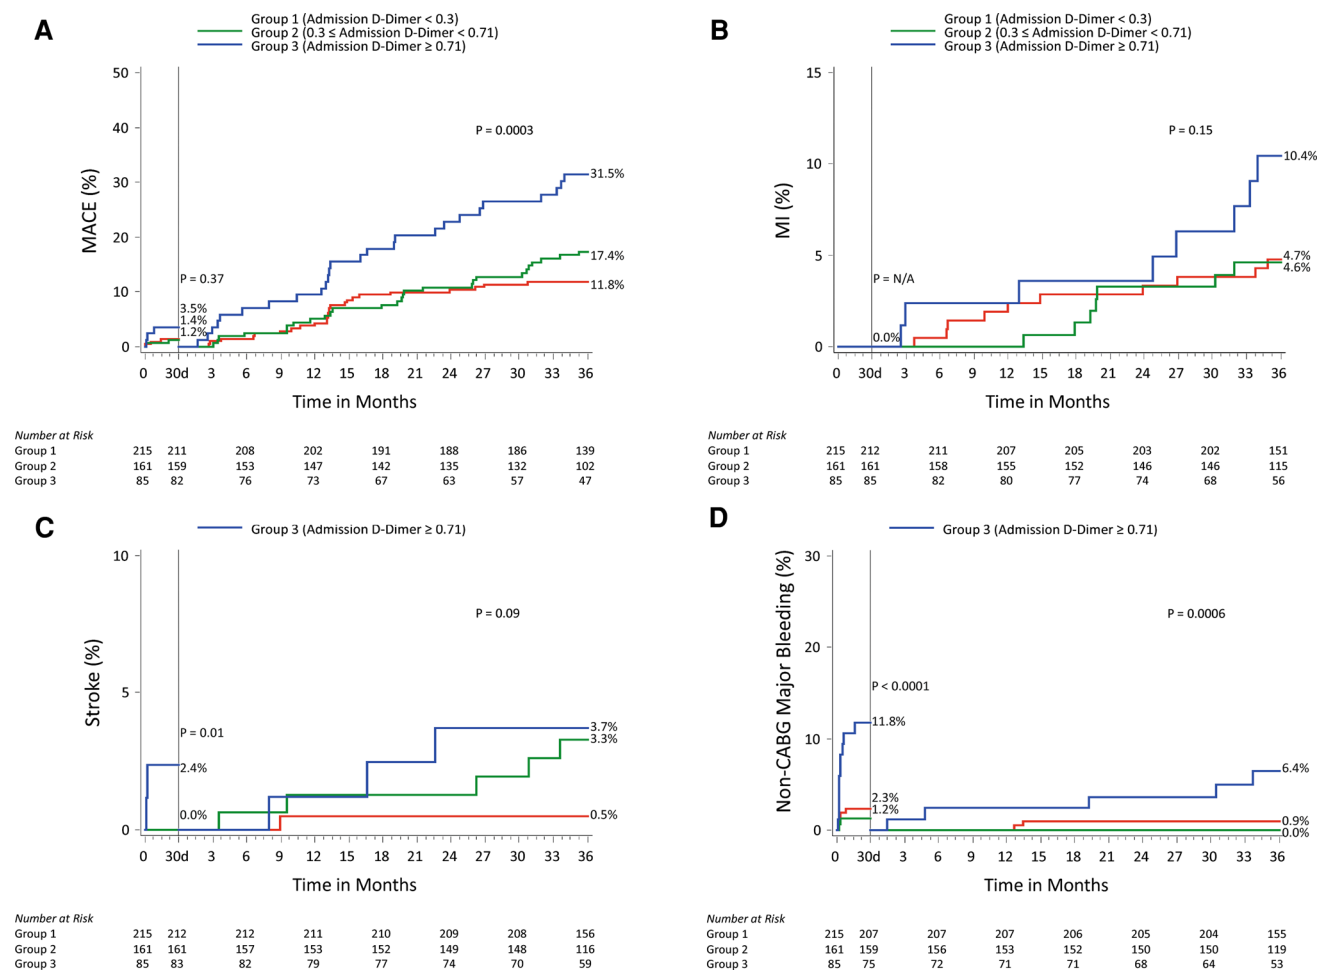 A
Group 1 (Admission D-Dimer < 0.3)
Group 2 (0.3 ≤ Admission D-Dimer < 0.71)
Group 3 (Admission D-Dimer ≥ 0.71)
MACE (%)
50
40
30
20
10
0
P = 0.0003
P = 0.37
3.5%
1.4%
1.2%
31.5%
17.4%
11.8%
0 30d 3 6 9 12 15 18 21 24 27 30 33 36
Time in Months
Number at Risk
Group 1 215 211 208 202 191 188 186 139
Group 2 161 159 153 147 142 135 132 102
Group 3 85 82 76 73 67 63 57 47
B
Group 1 (Admission D-Dimer < 0.3)
Group 2 (0.3 ≤ Admission D-Dimer < 0.71)
Group 3 (Admission D-Dimer ≥ 0.71)
MI (%)
15
10
5
0
P = 0.15
P = N/A
0.0%
10.4%
4.7%
4.6%
0 30d 3 6 9 12 15 18 21 24 27 30 33 36
Time in Months
Number at Risk
Group 1 215 212 211 207 205 203 202 151
Group 2 161 161 158 155 152 146 146 115
Group 3 85 85 82 80 77 74 68 56
C
Group 3 (Admission D-Dimer ≥ 0.71)
Stroke (%)
10
5
0
P = 0.09
P = 0.01
2.4%
0.0%
3.7%
3.3%
0.5%
0 30d 3 6 9 12 15 18 21 24 27 30 33 36
Time in Months
Number at Risk
Group 1 215 212 212 211 210 209 208 156
Group 2 161 161 157 153 152 149 148 116
Group 3 85 83 82 79 77 74 70 59
D
Group 3 (Admission D-Dimer ≥ 0.71)
Non-CABG Major Bleeding (%)
30
20
10
0
P = 0.0006
P < 0.0001
11.8%
2.3%
1.2%
6.4%
0.9%
0.0%
0 30d 3 6 9 12 15 18 21 24 27 30 33 36
Time in Months
Number at Risk
Group 1 215 207 207 207 206 205 204 155
Group 2 161 159 156 153 152 150 150 119
Group 3 85 75 72 71 71 68 64 53